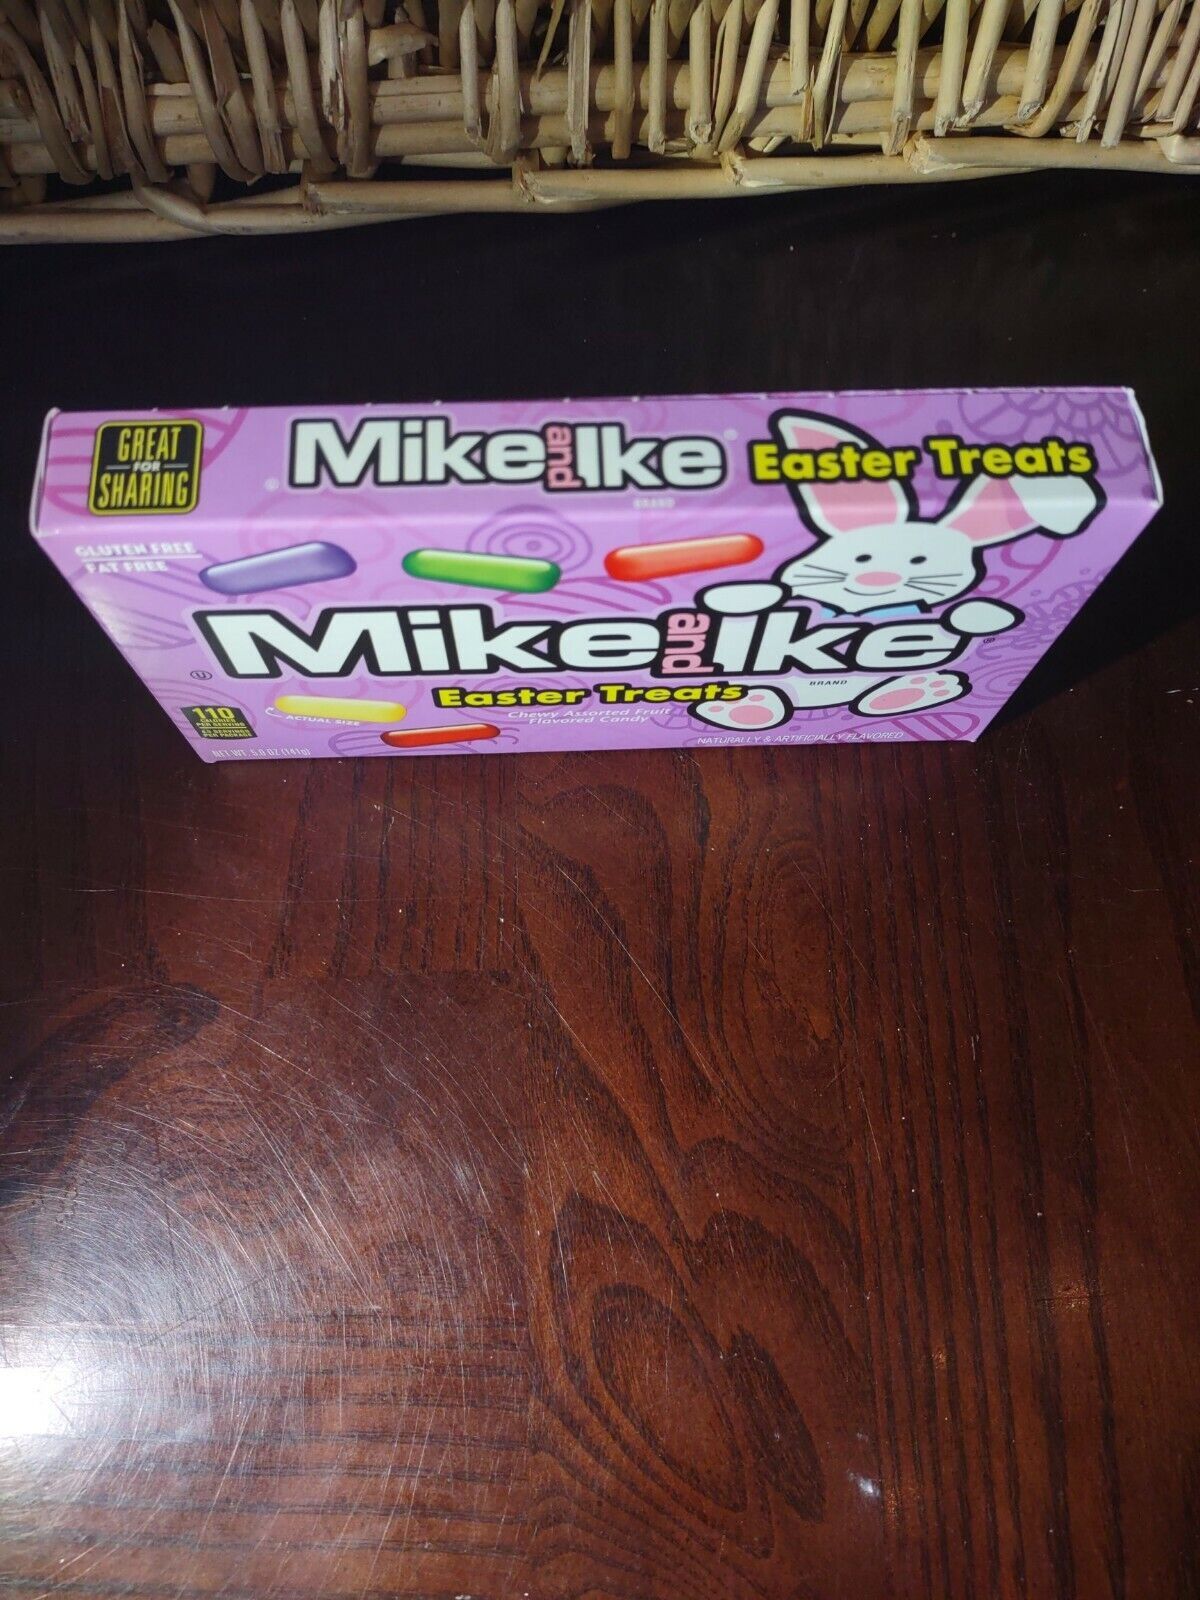 GREAT
FOR
SHARING
Mike and Ike®
BRAND
Easter Treats
GLUTEN FREE
FAT FREE
Mike and Ike®
BRAND
Easter Treats
Chewy Assorted Fruit
Flavored Candy
ACTUAL SIZE
110
CALORIES
PER SERVING
PER PACKAGE
NET WT. 5.0 OZ (141g)
NATURALLY & ARTIFICIALLY FLAVORED